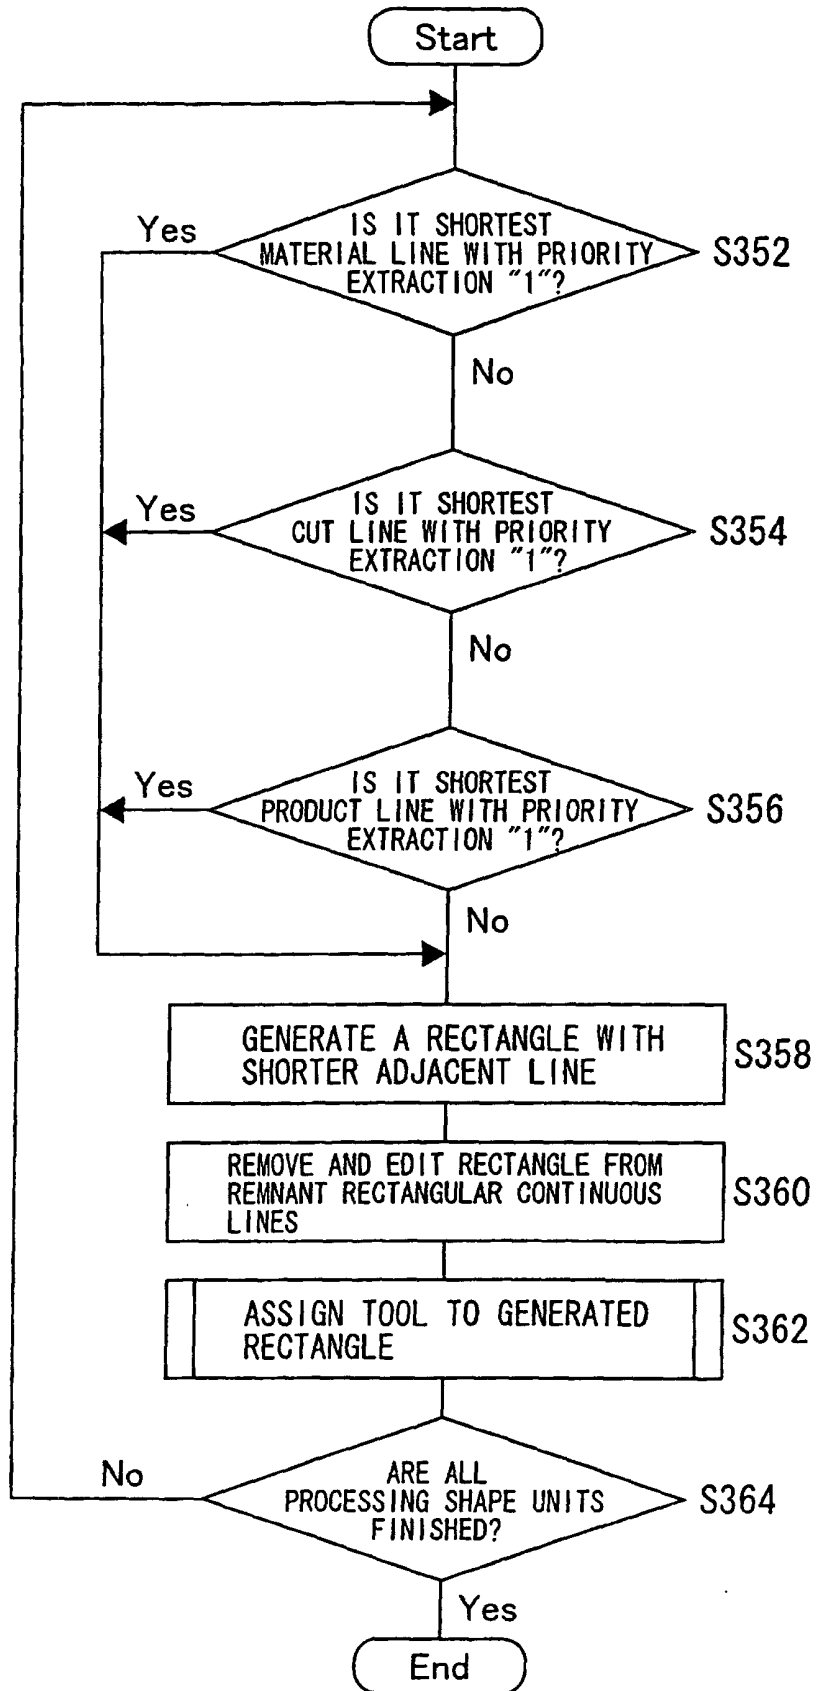 Start
IS IT SHORTEST
MATERIAL LINE WITH PRIORITY
EXTRACTION "1"?
Yes
S352
No
IS IT SHORTEST
CUT LINE WITH PRIORITY
EXTRACTION "1"?
Yes
S354
No
IS IT SHORTEST
PRODUCT LINE WITH PRIORITY
EXTRACTION "1"?
Yes
S356
No
GENERATE A RECTANGLE WITH
SHORTER ADJACENT LINE
S358
REMOVE AND EDIT RECTANGLE FROM
REMNANT RECTANGULAR CONTINUOUS
LINES
S360
ASSIGN TOOL TO GENERATED
RECTANGLE
S362
ARE ALL
PROCESSING SHAPE UNITS
FINISHED?
No
S364
Yes
End